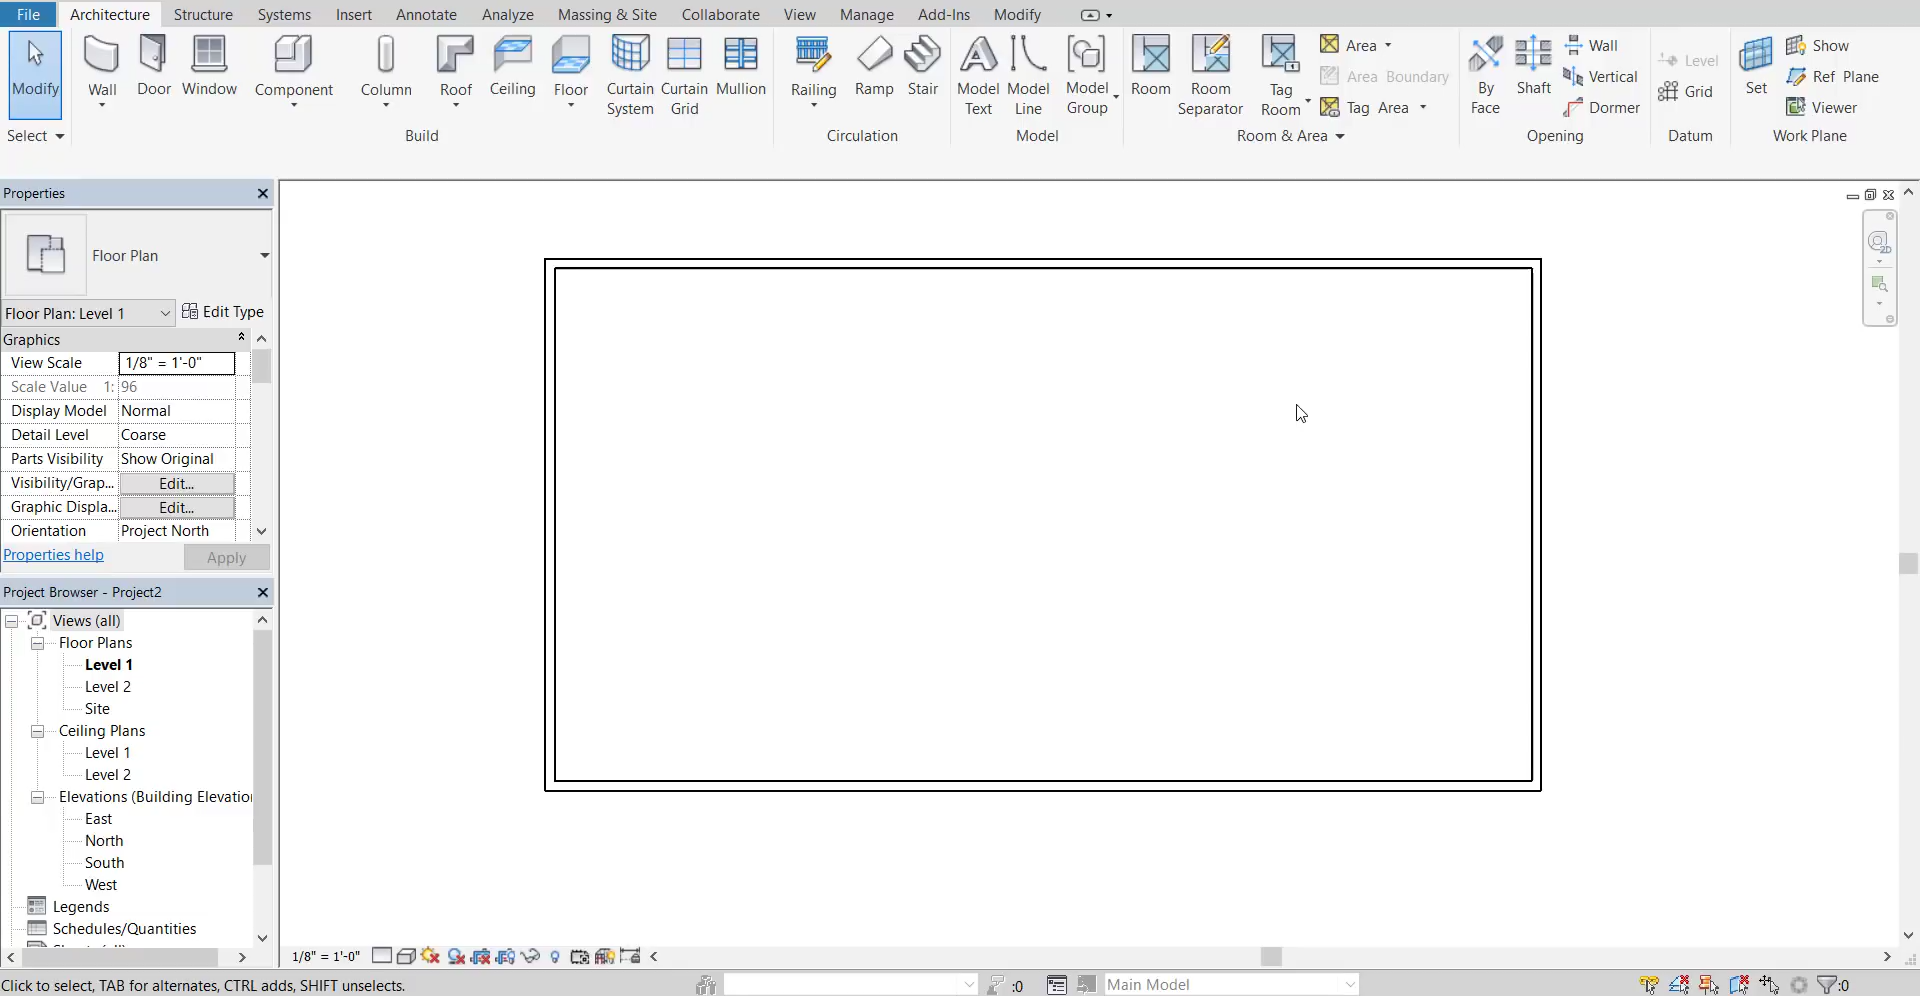 File Architecture Structure Systems Insert Annotate Analyze Massing & Site Collaborate View Manage Add-Ins Modify
Modify
Select
Wall Door Window Component Column Roof Ceiling Floor Curtain System Curtain Grid Mullion
Build
Railing Ramp Stair
Circulation
Model Text Model Line Model Group
Model
Room Room Separator Tag Room
Area
Area Boundary
Tag Area
Room & Area
By Face Shaft
Wall
Vertical
Dormer
Opening
Level
Grid
Datum
Set
Show
Ref Plane
Viewer
Work Plane
Properties
Floor Plan
Floor Plan: Level 1 Edit Type
Graphics
View Scale 1/8" = 1'-0"
Scale Value 1: 96
Display Model Normal
Detail Level Coarse
Parts Visibility Show Original
Visibility/Grap... Edit...
Graphic Displa... Edit...
Orientation Project North
Properties help Apply
Project Browser - Project2
Views (all)
Floor Plans
Level 1
Level 2
Site
Ceiling Plans
Level 1
Level 2
Elevations (Building Elevatio
East
North
South
West
Legends
Schedules/Quantities
2D
1/8" = 1'-0"
Click to select, TAB for alternates, CTRL adds, SHIFT unselects. :0 Main Model :0